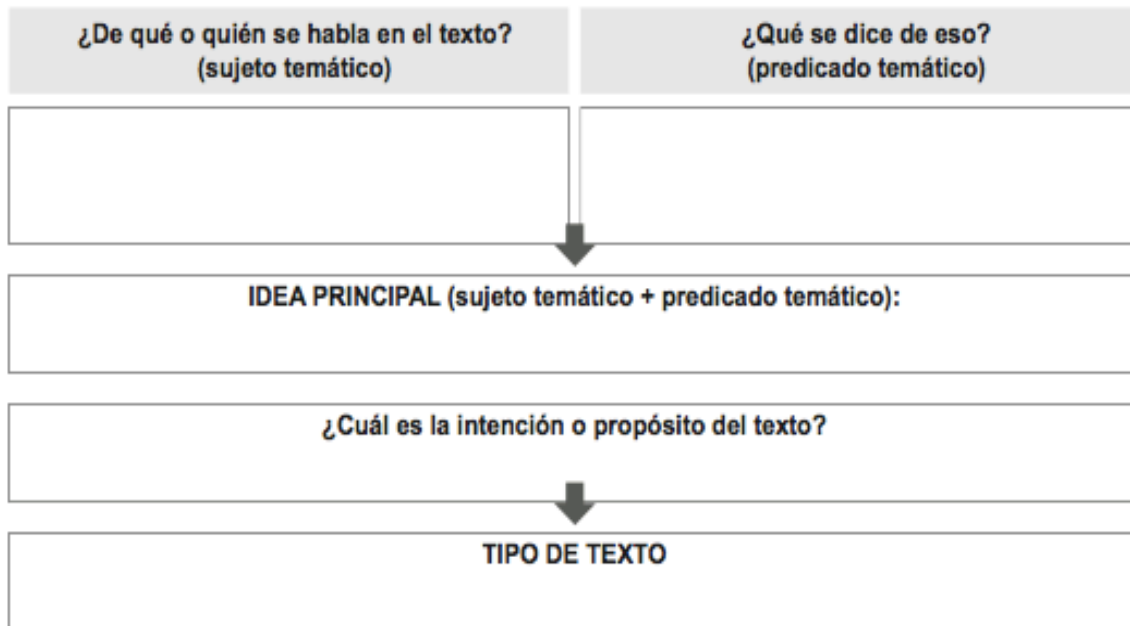 ¿De qué o quién se habla en el texto?
(sujeto temático)
¿Qué se dice de eso?
(predicado temático)
IDEA PRINCIPAL (sujeto temático + predicado temático):
¿Cuál es la intención o propósito del texto?
TIPO DE TEXTO